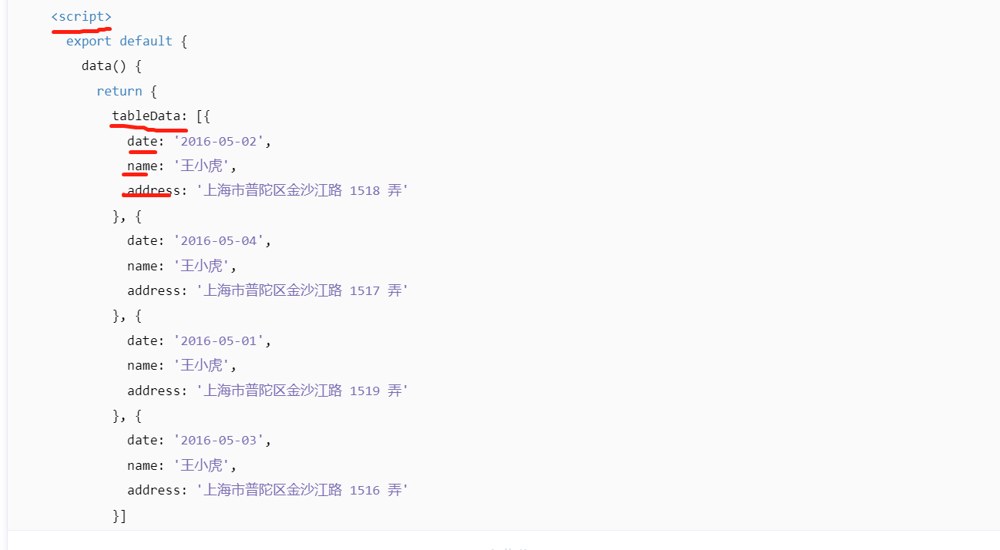 <script>
export default {
data() {
return {
tableData: [{
date: '2016-05-02',
name: '王小虎',
address: '上海市普陀区金沙江路 1518 弄'
}, {
date: '2016-05-04',
name: '王小虎',
address: '上海市普陀区金沙江路 1517 弄'
}, {
date: '2016-05-01',
name: '王小虎',
address: '上海市普陀区金沙江路 1519 弄'
}, {
date: '2016-05-03',
name: '王小虎',
address: '上海市普陀区金沙江路 1516 弄'
}]